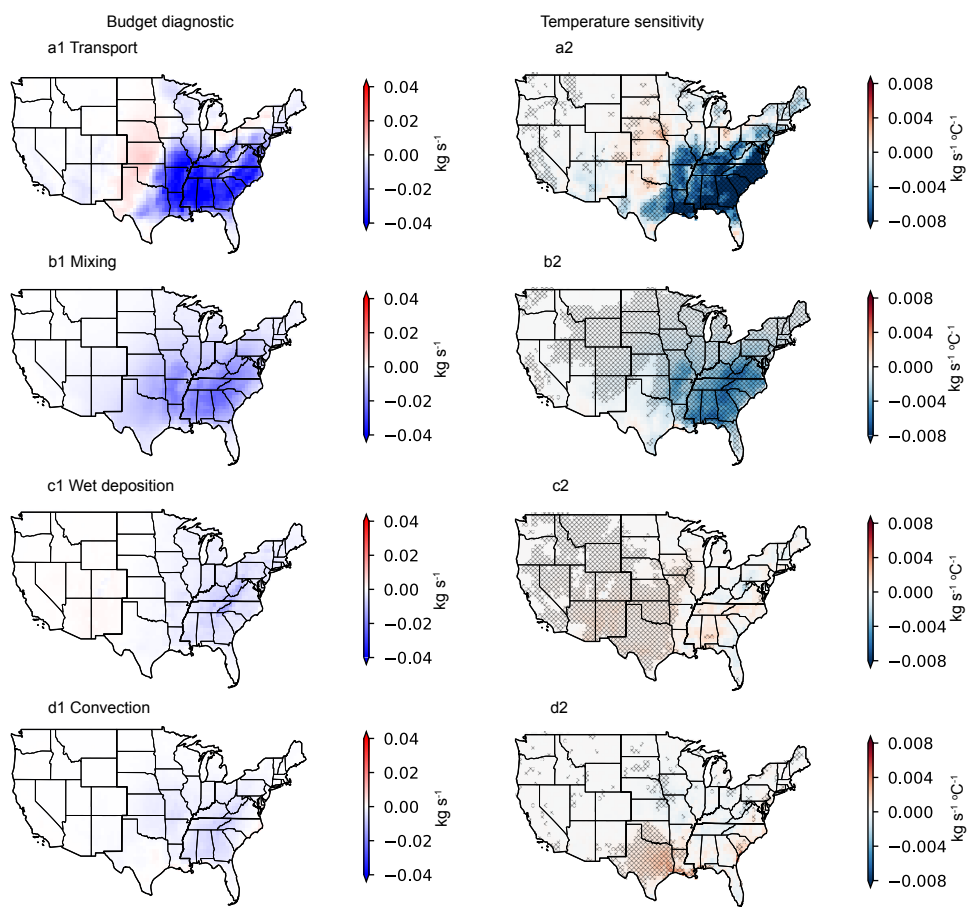 Budget diagnostic
Temperature sensitivity
a1 Transport
a2
0.04
0.02
0.00
−0.02
−0.04
kg s⁻¹
0.008
0.004
0.000
−0.004
−0.008
kg s⁻¹ ºC⁻¹
b1 Mixing
b2
0.04
0.02
0.00
−0.02
−0.04
kg s⁻¹
0.008
0.004
0.000
−0.004
−0.008
kg s⁻¹ ºC⁻¹
c1 Wet deposition
c2
0.04
0.02
0.00
−0.02
−0.04
kg s⁻¹
0.008
0.004
0.000
−0.004
−0.008
kg s⁻¹ ºC⁻¹
d1 Convection
d2
0.04
0.02
0.00
−0.02
−0.04
kg s⁻¹
0.008
0.004
0.000
−0.004
−0.008
kg s⁻¹ ºC⁻¹